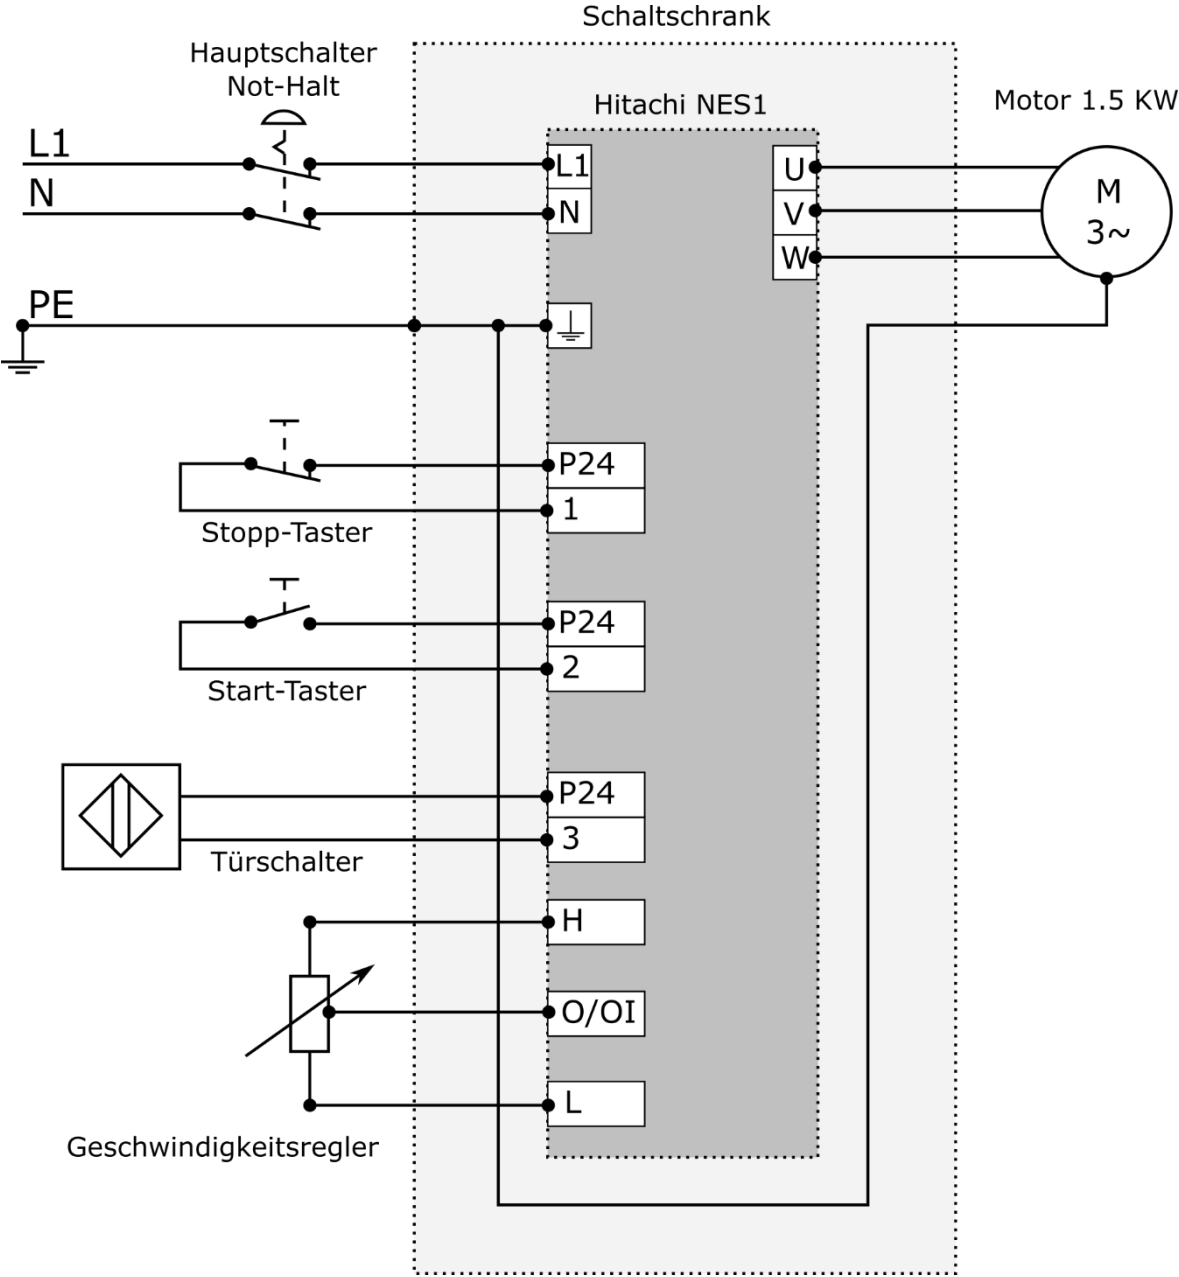 Schaltschrank
Hauptschalter
Not-Halt
Hitachi NES1
Motor 1.5 KW
L1
L1
U
M
N
N
V
3~
W
PE
P24
1
Stopp-Taster
P24
2
Start-Taster
P24
3
Türschalter
H
O/OI
L
Geschwindigkeitsregler